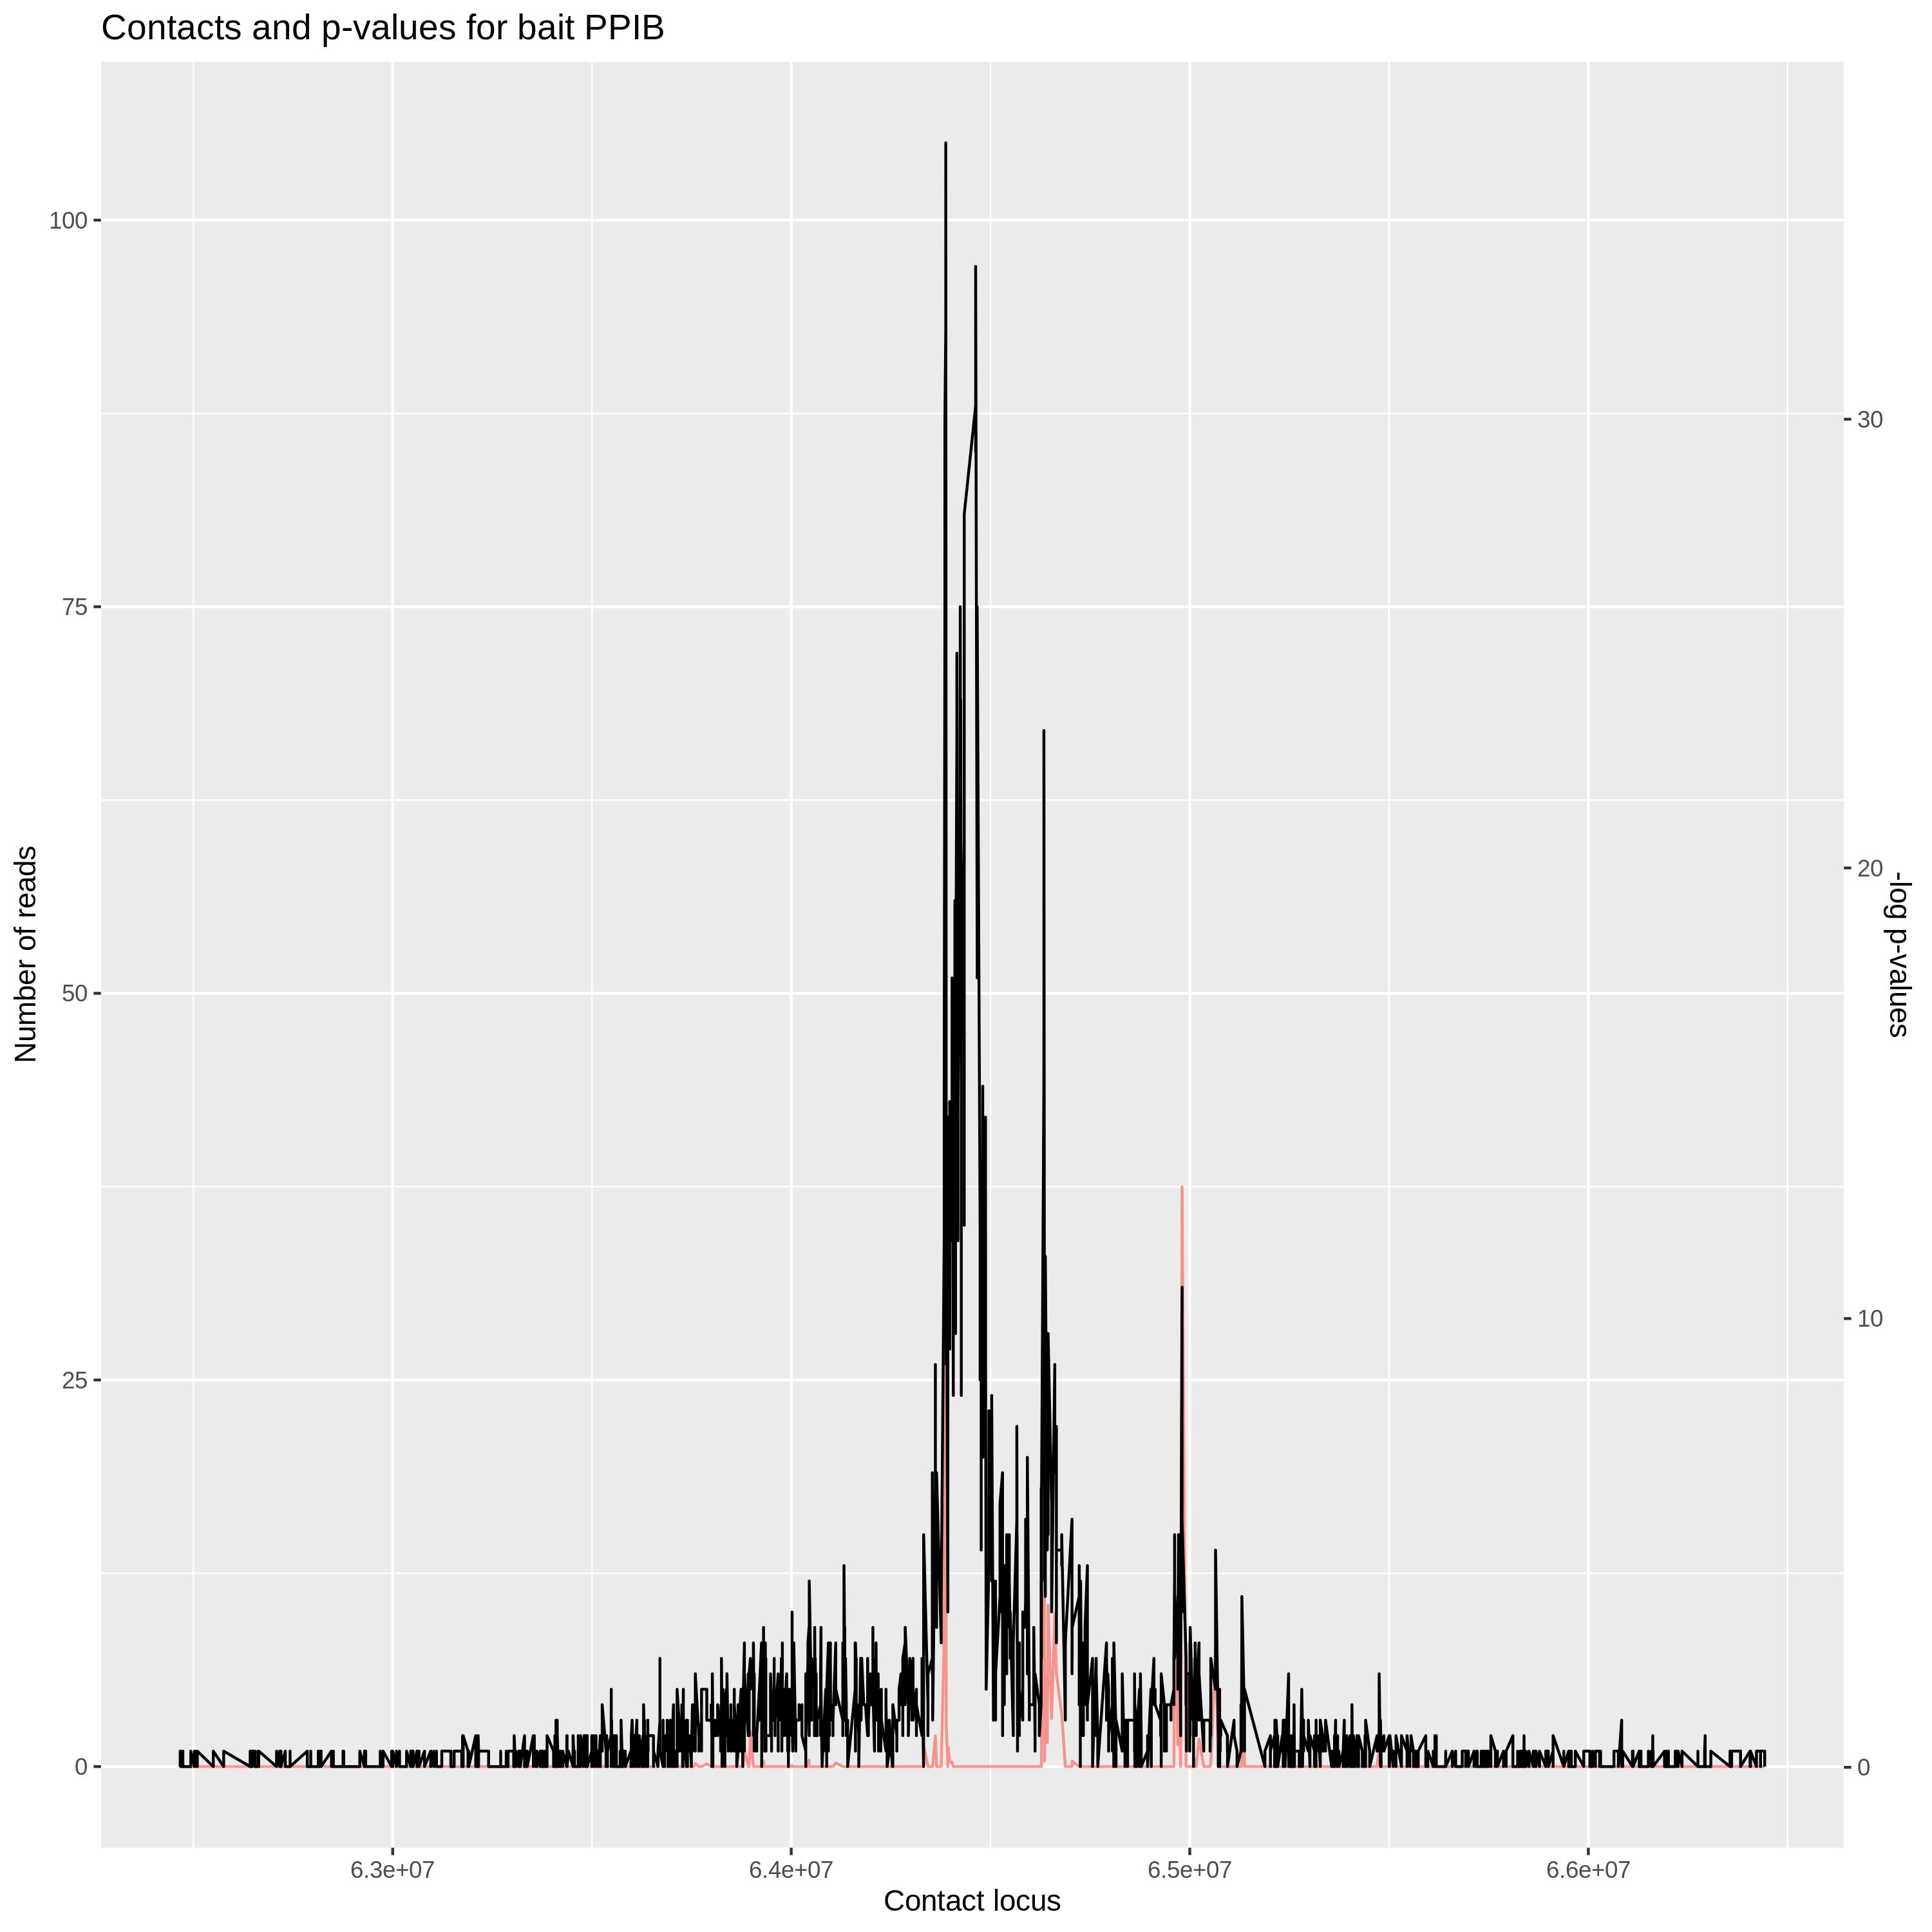 Contacts and p-values for bait PPIB
100
75
50
25
0
Number of reads
30
20
10
0
-log p-values
6.3e+07
6.4e+07
6.5e+07
6.6e+07
Contact locus